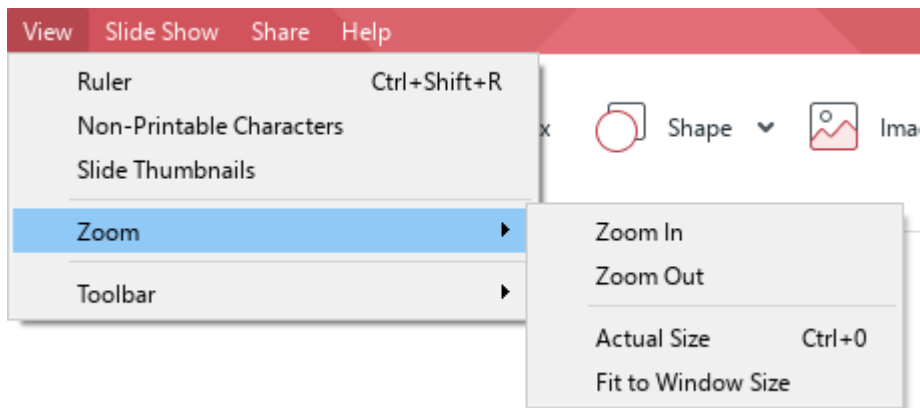 View Slide Show Share Help
Ruler Ctrl+Shift+R
Non-Printable Characters
Slide Thumbnails
Zoom
Toolbar
x Shape Ima
Zoom In
Zoom Out
Actual Size Ctrl+0
Fit to Window Size